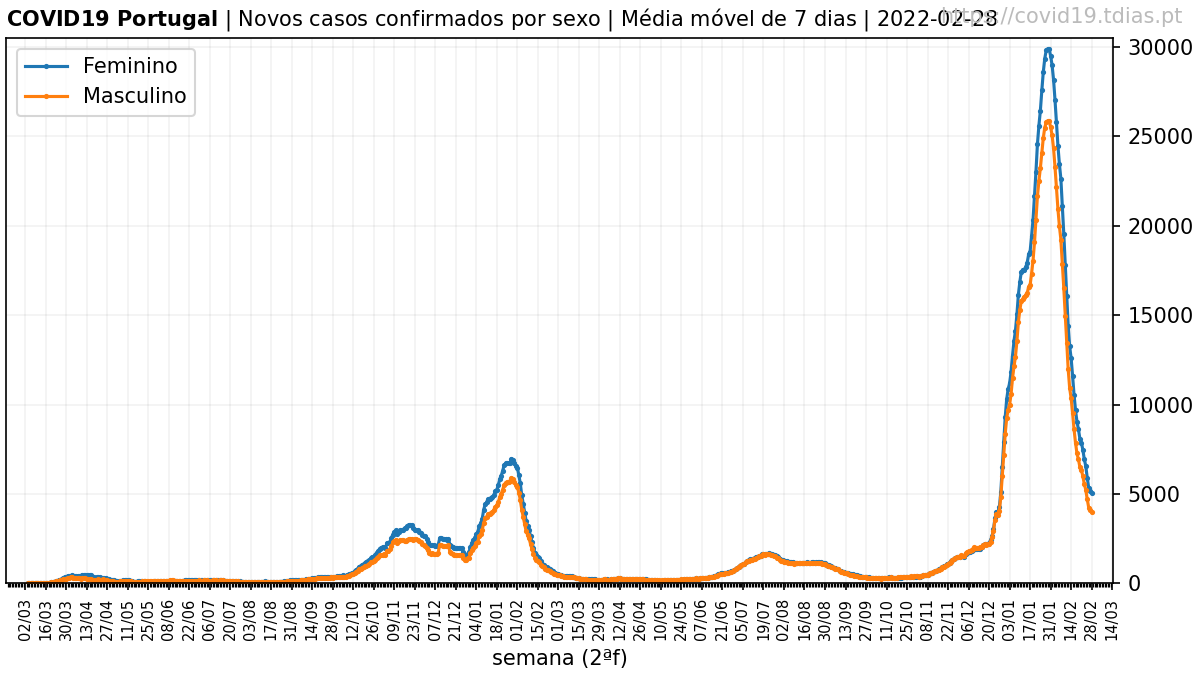 COVID19 Portugal | Novos casos confirmados por sexo | Média móvel de 7 dias | 2022-02-28
https://covid19.tdias.pt
Feminino
Masculino
30000
25000
20000
15000
10000
5000
0
02/03 16/03 30/03 13/04 27/04 11/05 25/05 08/06 22/06 06/07 20/07 03/08 17/08 31/08 14/09 28/09 12/10 26/10 09/11 23/11 07/12 21/12 04/01 18/01 01/02 15/02 01/03 15/03 29/03 12/04 26/04 10/05 24/05 07/06 21/06 05/07 19/07 02/08 16/08 30/08 13/09 27/09 11/10 25/10 08/11 22/11 06/12 20/12 03/01 17/01 31/01 14/02 28/02 14/03
semana (2ªf)